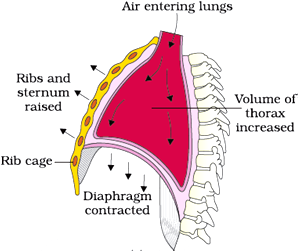 Air entering lungs
Ribs and
sternum
raised
Volume of
thorax
increased
Rib cage
Diaphragm
contracted